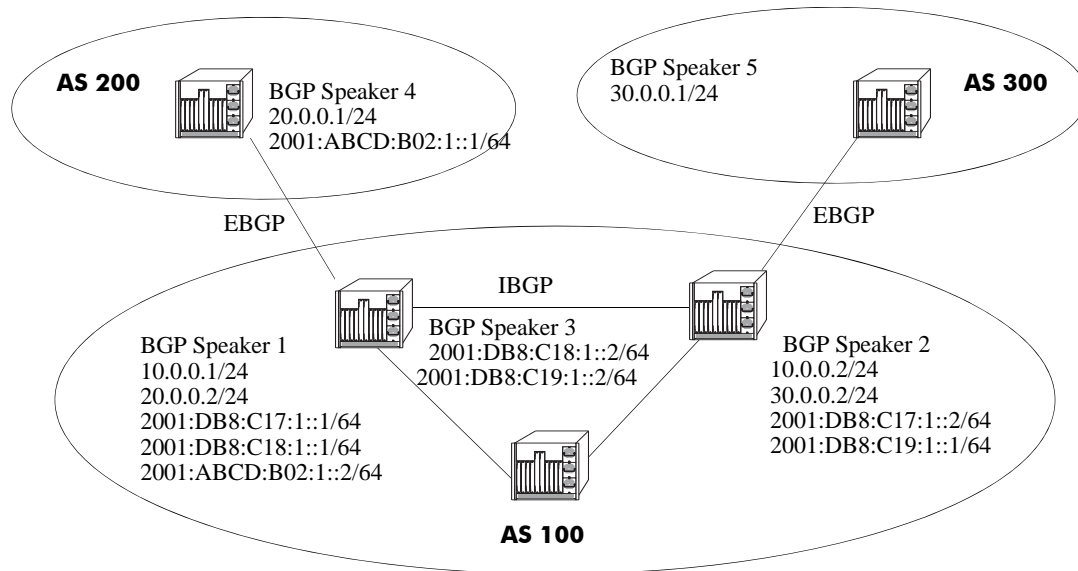 AS 200
BGP Speaker 4
20.0.0.1/24
2001:ABCD:B02:1::1/64
BGP Speaker 5
30.0.0.1/24
AS 300
EBGP
EBGP
IBGP
BGP Speaker 1
10.0.0.1/24
20.0.0.2/24
2001:DB8:C17:1::1/64
2001:DB8:C18:1::1/64
2001:ABCD:B02:1::2/64
BGP Speaker 3
2001:DB8:C18:1::2/64
2001:DB8:C19:1::2/64
BGP Speaker 2
10.0.0.2/24
30.0.0.2/24
2001:DB8:C17:1::2/64
2001:DB8:C19:1::1/64
AS 100